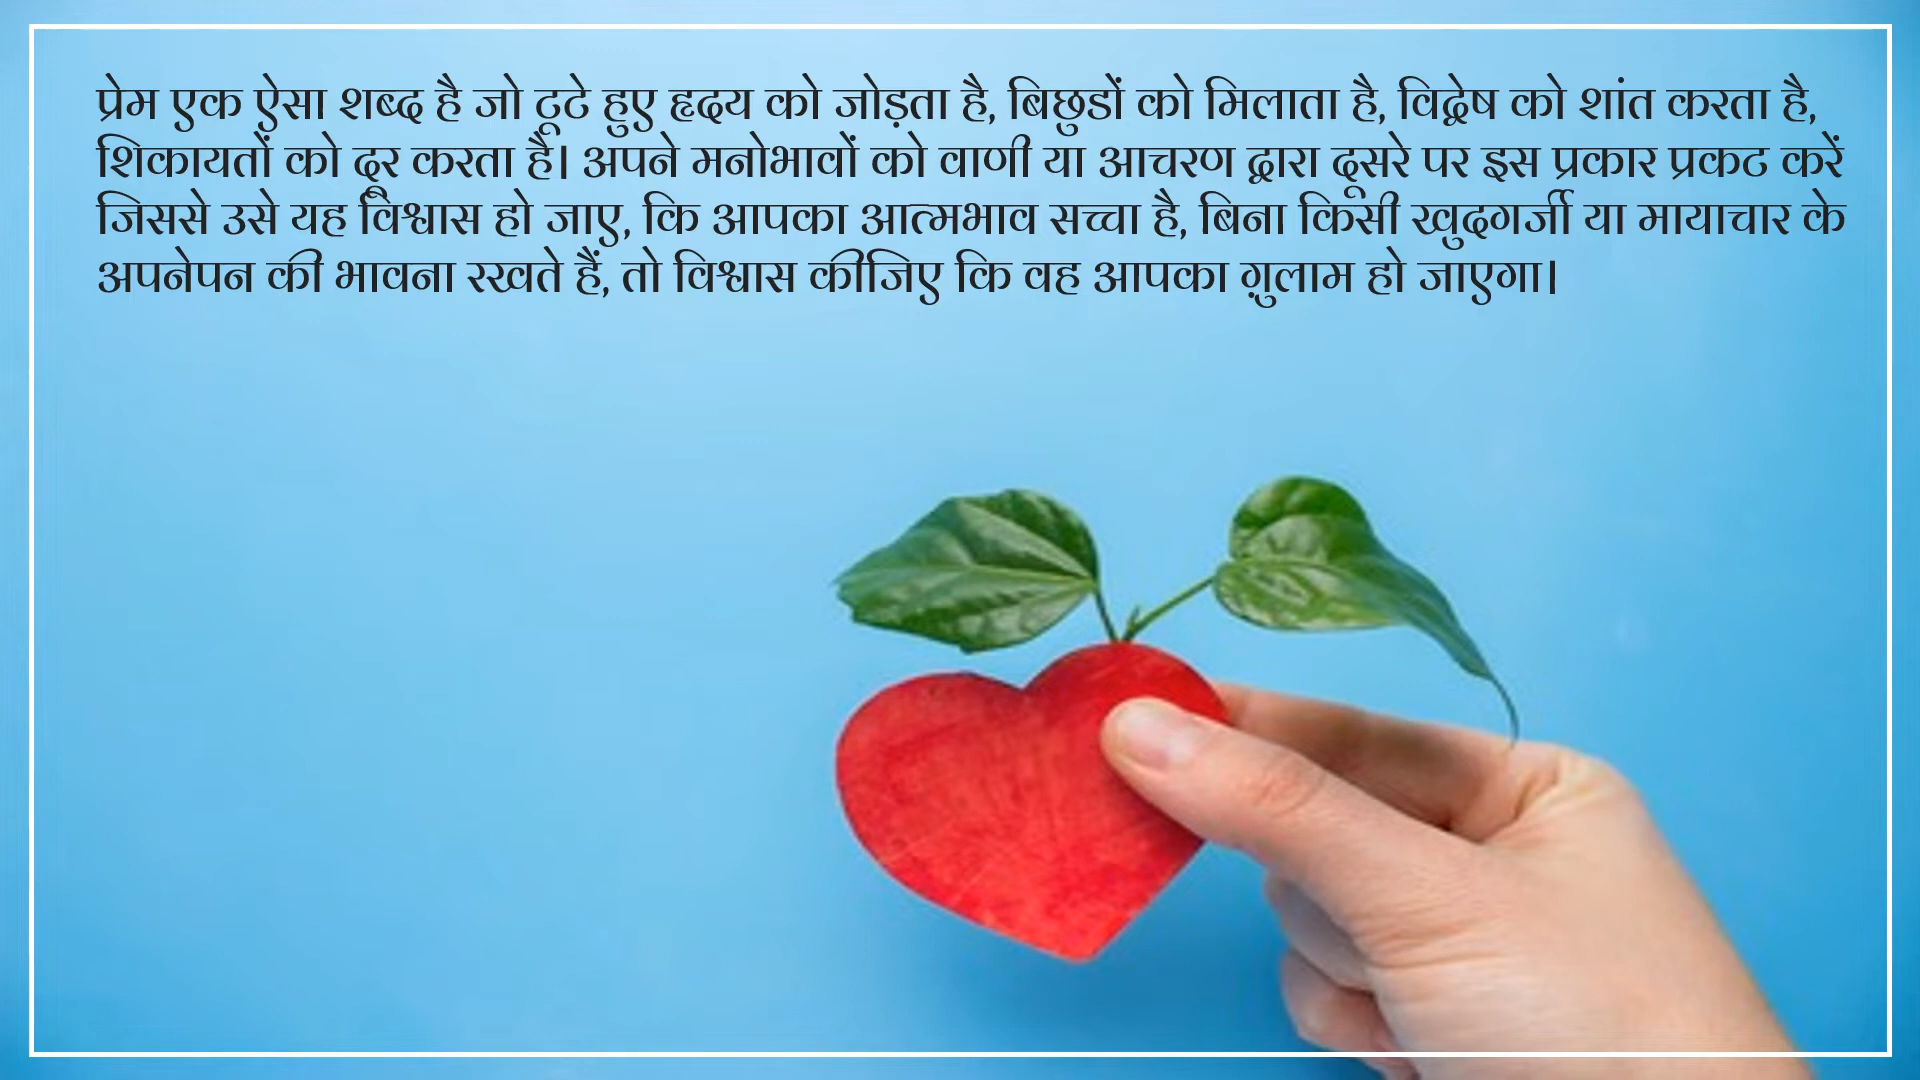 प्रेम एक ऐसा शब्द है जो टूटे हुए हृदय को जोड़ता है, बिछुडों को मिलाता है, विद्वेष को शांत करता है,
शिकायतों को दूर करता है। अपने मनोभावों को वाणी या आचरण द्वारा दूसरे पर इस प्रकार प्रकट करें
जिससे उसे यह विश्वास हो जाए, कि आपका आत्मभाव सच्चा है, बिना किसी खुदगर्जी या मायाचार के
अपनेपन की भावना रखते हैं, तो विश्वास कीजिए कि वह आपका ग़ुलाम हो जाएगा।